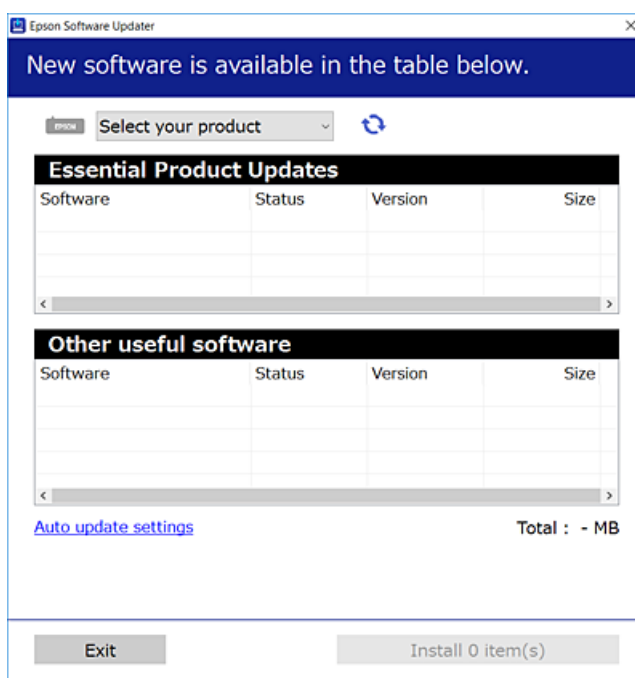 Epson Software Updater
New software is available in the table below.
EPSON Select your product
Essential Product Updates
Software Status Version Size
Other useful software
Software Status Version Size
Auto update settings Total : - MB
Exit Install 0 item(s)